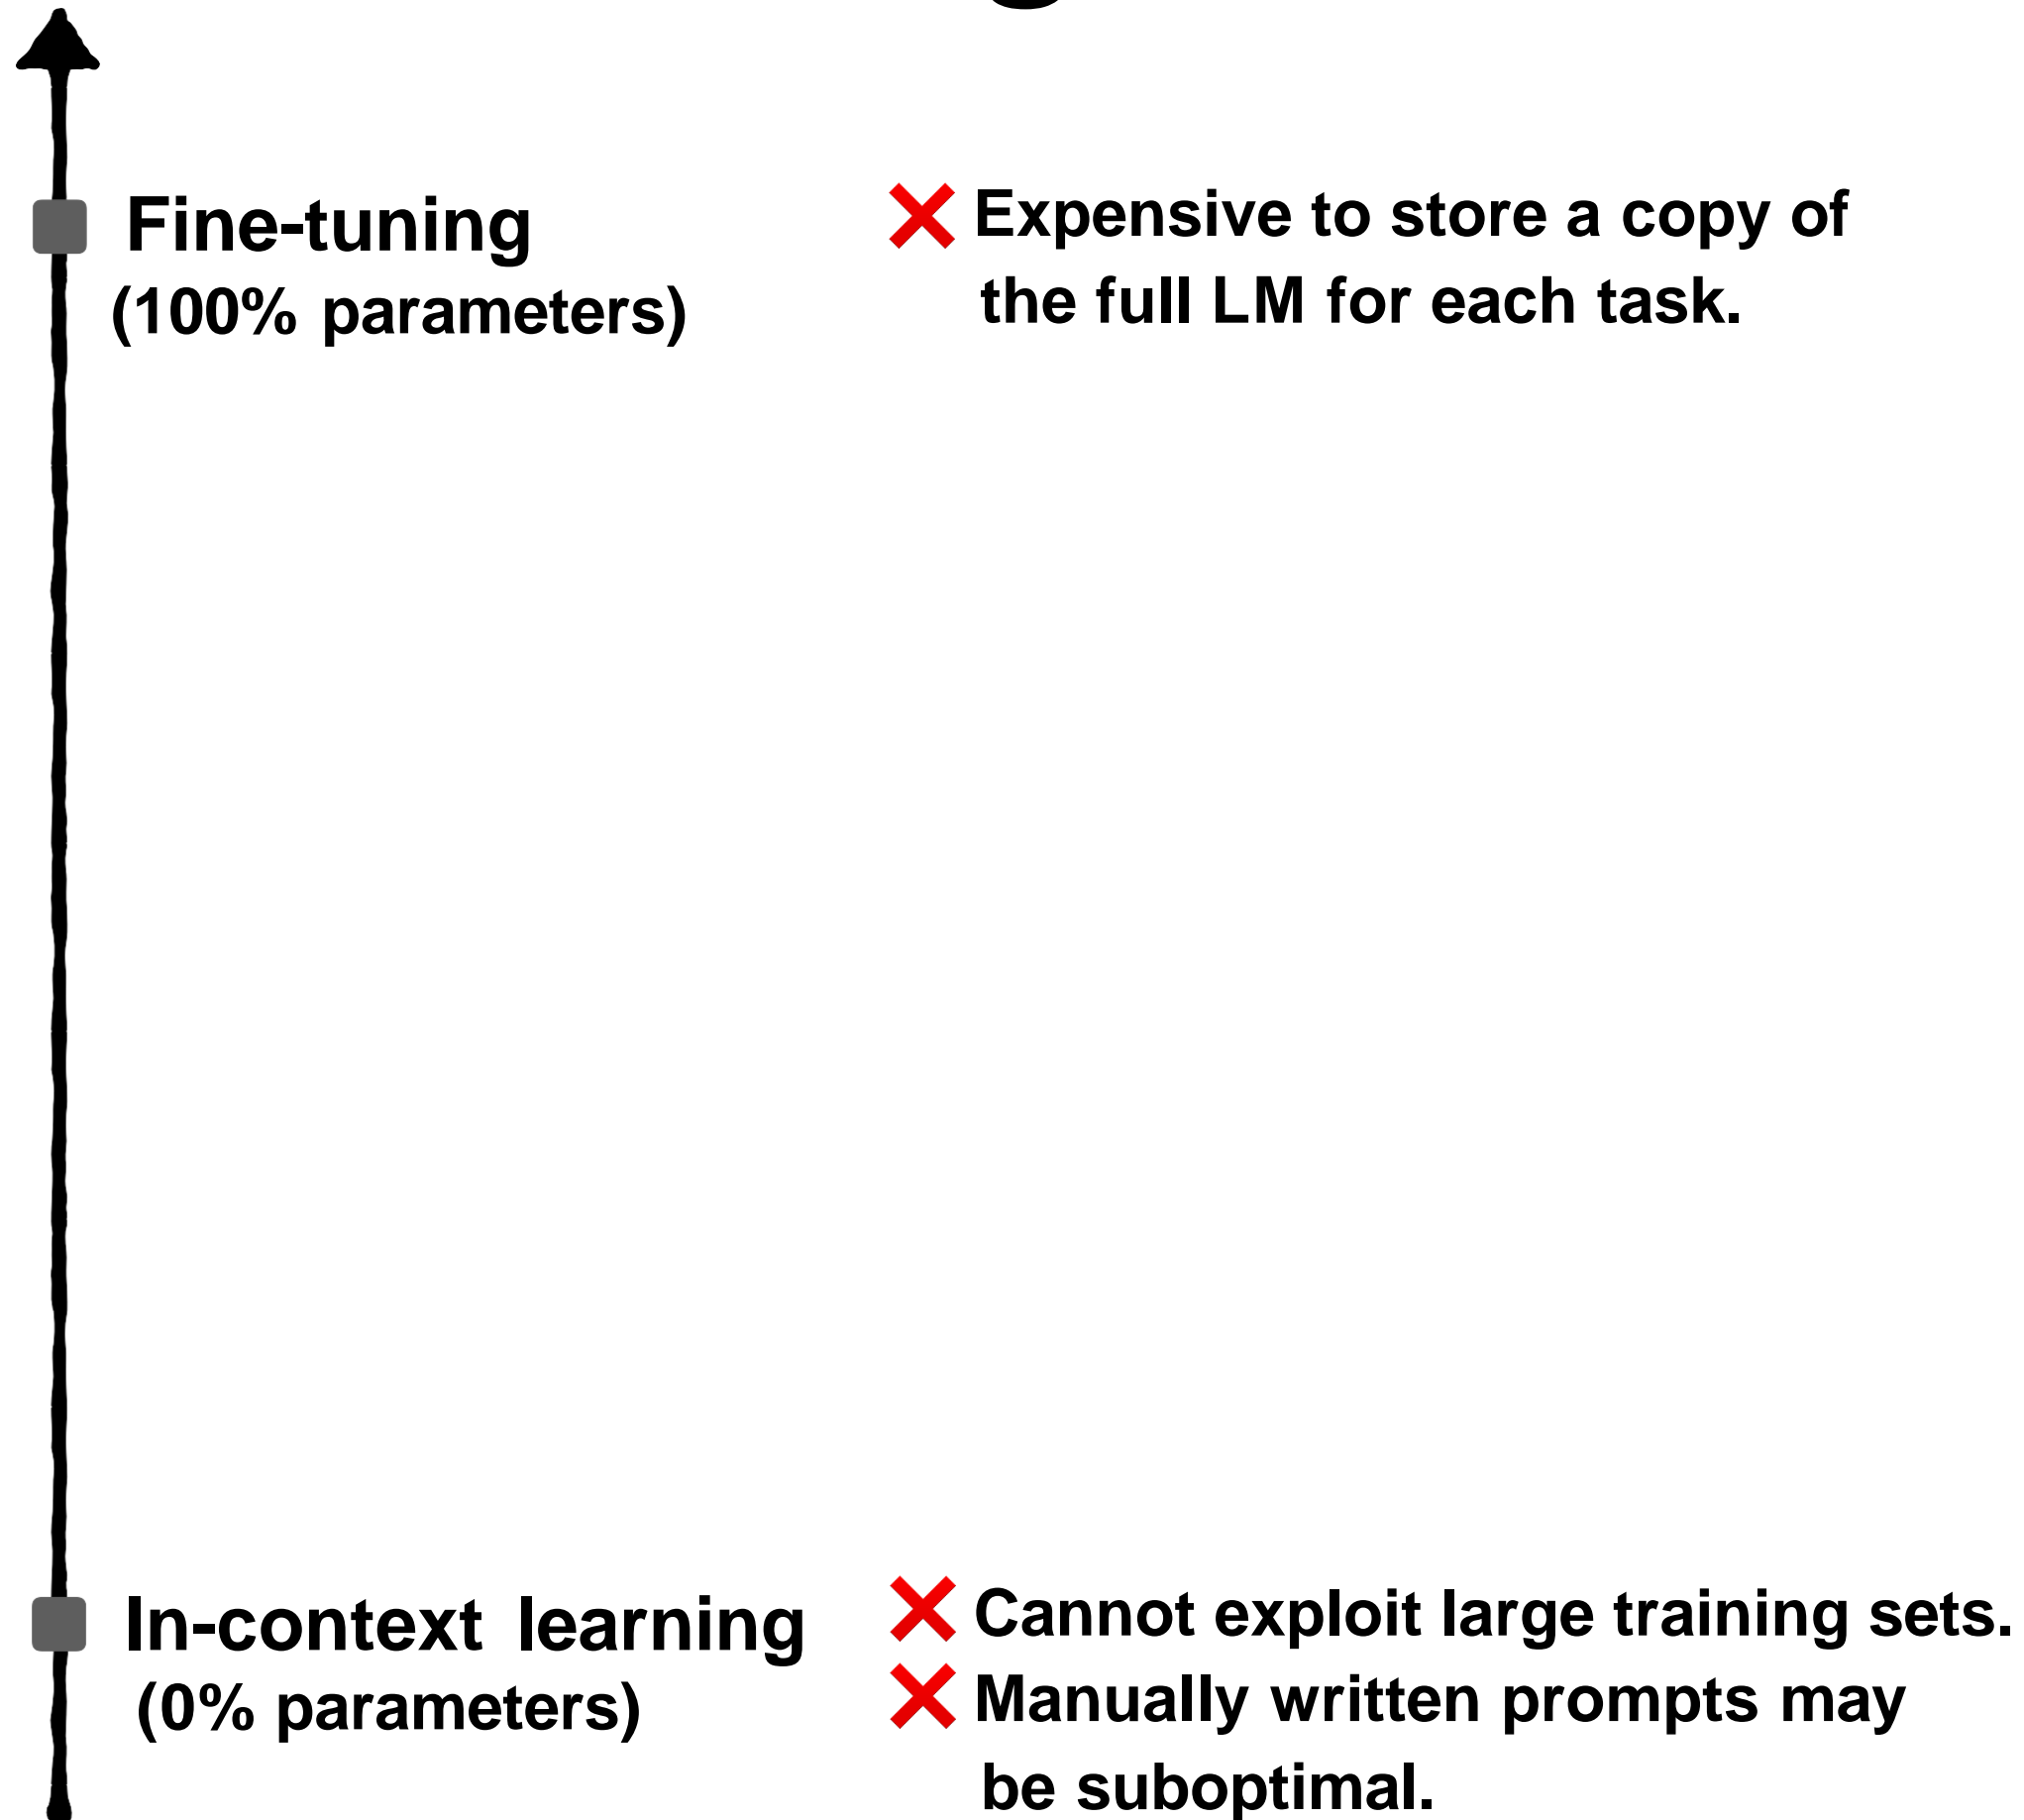 Fine-tuning
(100% parameters)
Expensive to store a copy of
the full LM for each task.
In-context learning
(0% parameters)
Cannot exploit large training sets.
Manually written prompts may
be suboptimal.